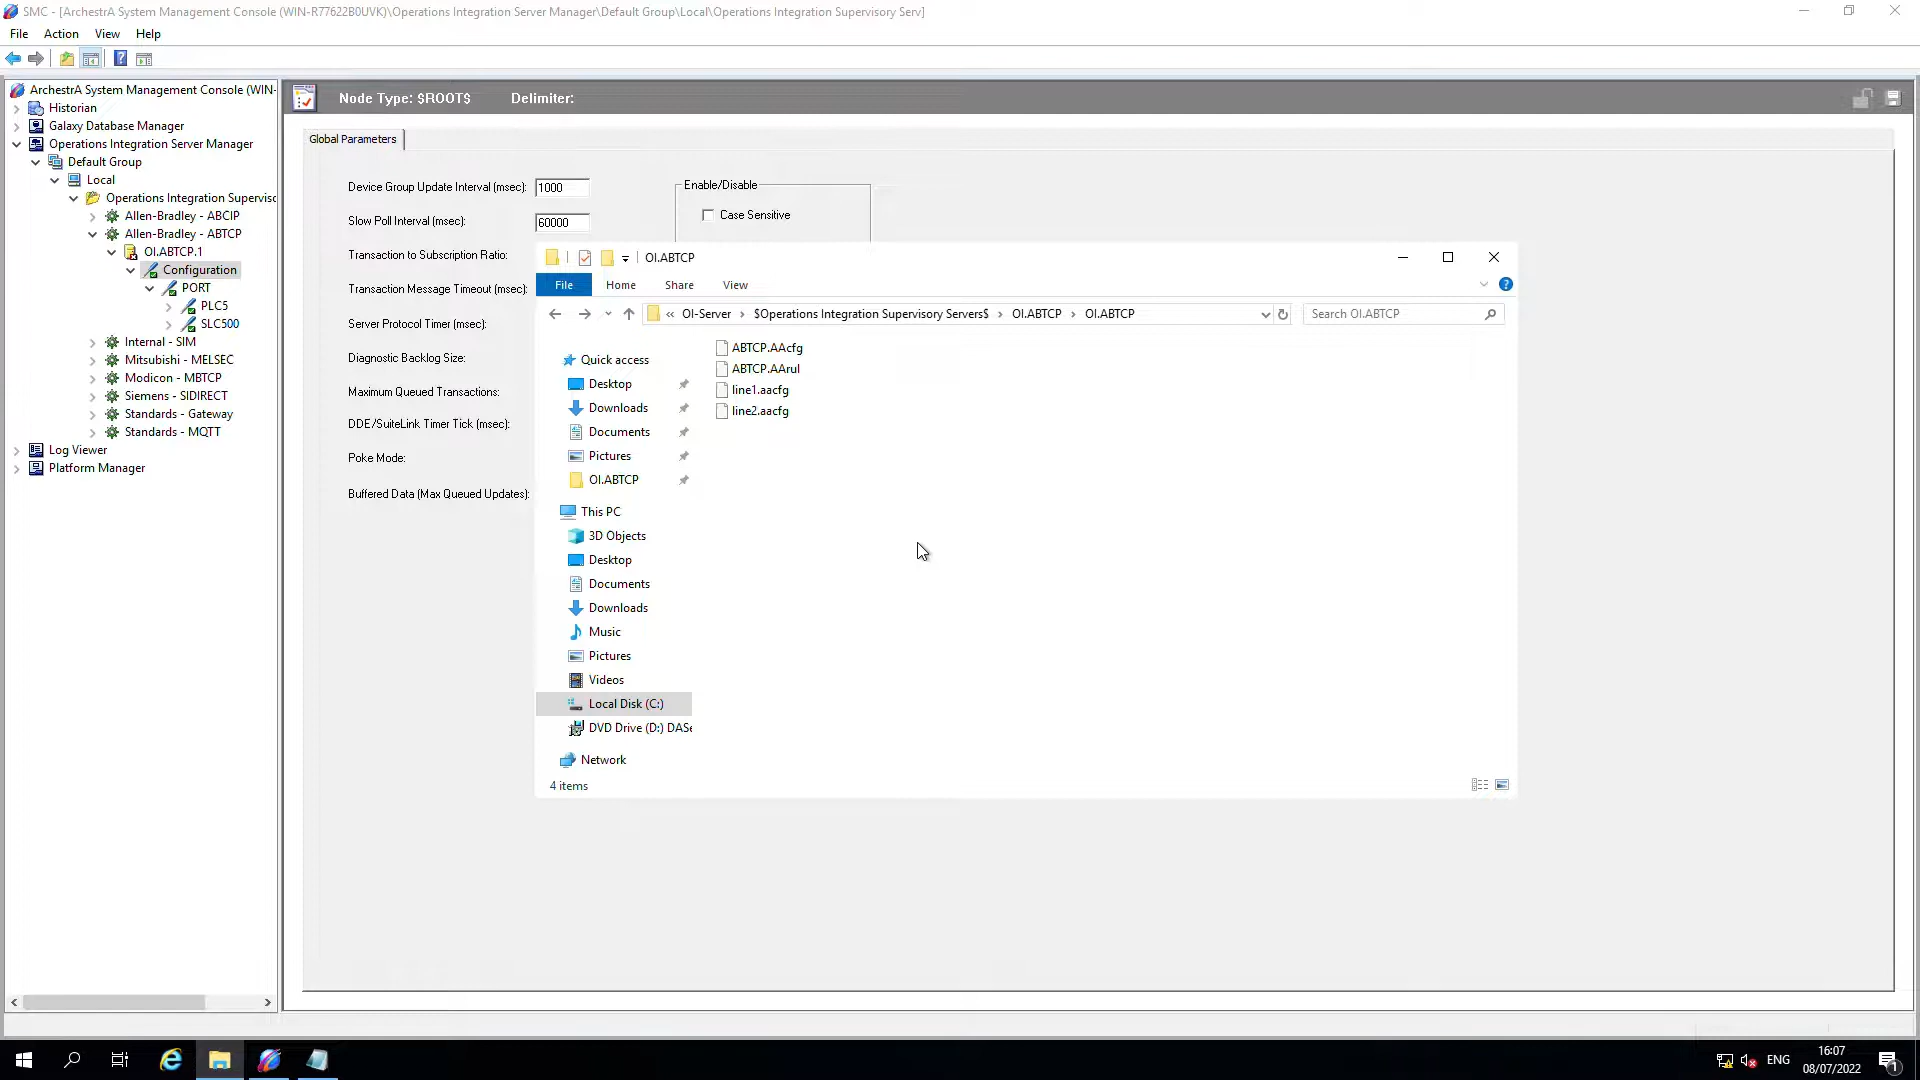 SMC - [ArchestrA System Management Console (WIN-R77622B0UVK)\Operations Integration Server Manager\Default Group\Local\Operations Integration Supervisory Serv]
File Action View Help
ArchestrA System Management Console (WIN-
Historian
Galaxy Database Manager
Operations Integration Server Manager
Default Group
Local
Operations Integration Supervisc
Allen-Bradley - ABCIP
Allen-Bradley - ABTCP
OI.ABTCP.1
Configuration
PORT
PLC5
SLC500
Internal - SIM
Mitsubishi - MELSEC
Modicon - MBTCP
Siemens - SIDIRECT
Standards - Gateway
Standards - MQTT
Log Viewer
Platform Manager
Node Type: $ROOT$ Delimiter:
Global Parameters
Device Group Update Interval (msec): 1000
Slow Poll Interval (msec): 60000
Transaction to Subscription Ratio:
Transaction Message Timeout (msec):
Server Protocol Timer (msec):
Diagnostic Backlog Size:
Maximum Queued Transactions:
DDE/SuiteLink Timer Tick (msec):
Poke Mode:
Buffered Data (Max Queued Updates):
Enable/Disable
Case Sensitive
OI.ABTCP
File Home Share View
« OI-Server › $Operations Integration Supervisory Servers$ › OI.ABTCP › OI.ABTCP
Search OI.ABTCP
Quick access
Desktop
Downloads
Documents
Pictures
OI.ABTCP
This PC
3D Objects
Desktop
Documents
Downloads
Music
Pictures
Videos
Local Disk (C:)
DVD Drive (D:) DASe
Network
ABTCP.AAcfg
ABTCP.AArul
line1.aacfg
line2.aacfg
4 items
ENG
16:07
08/07/2022
1